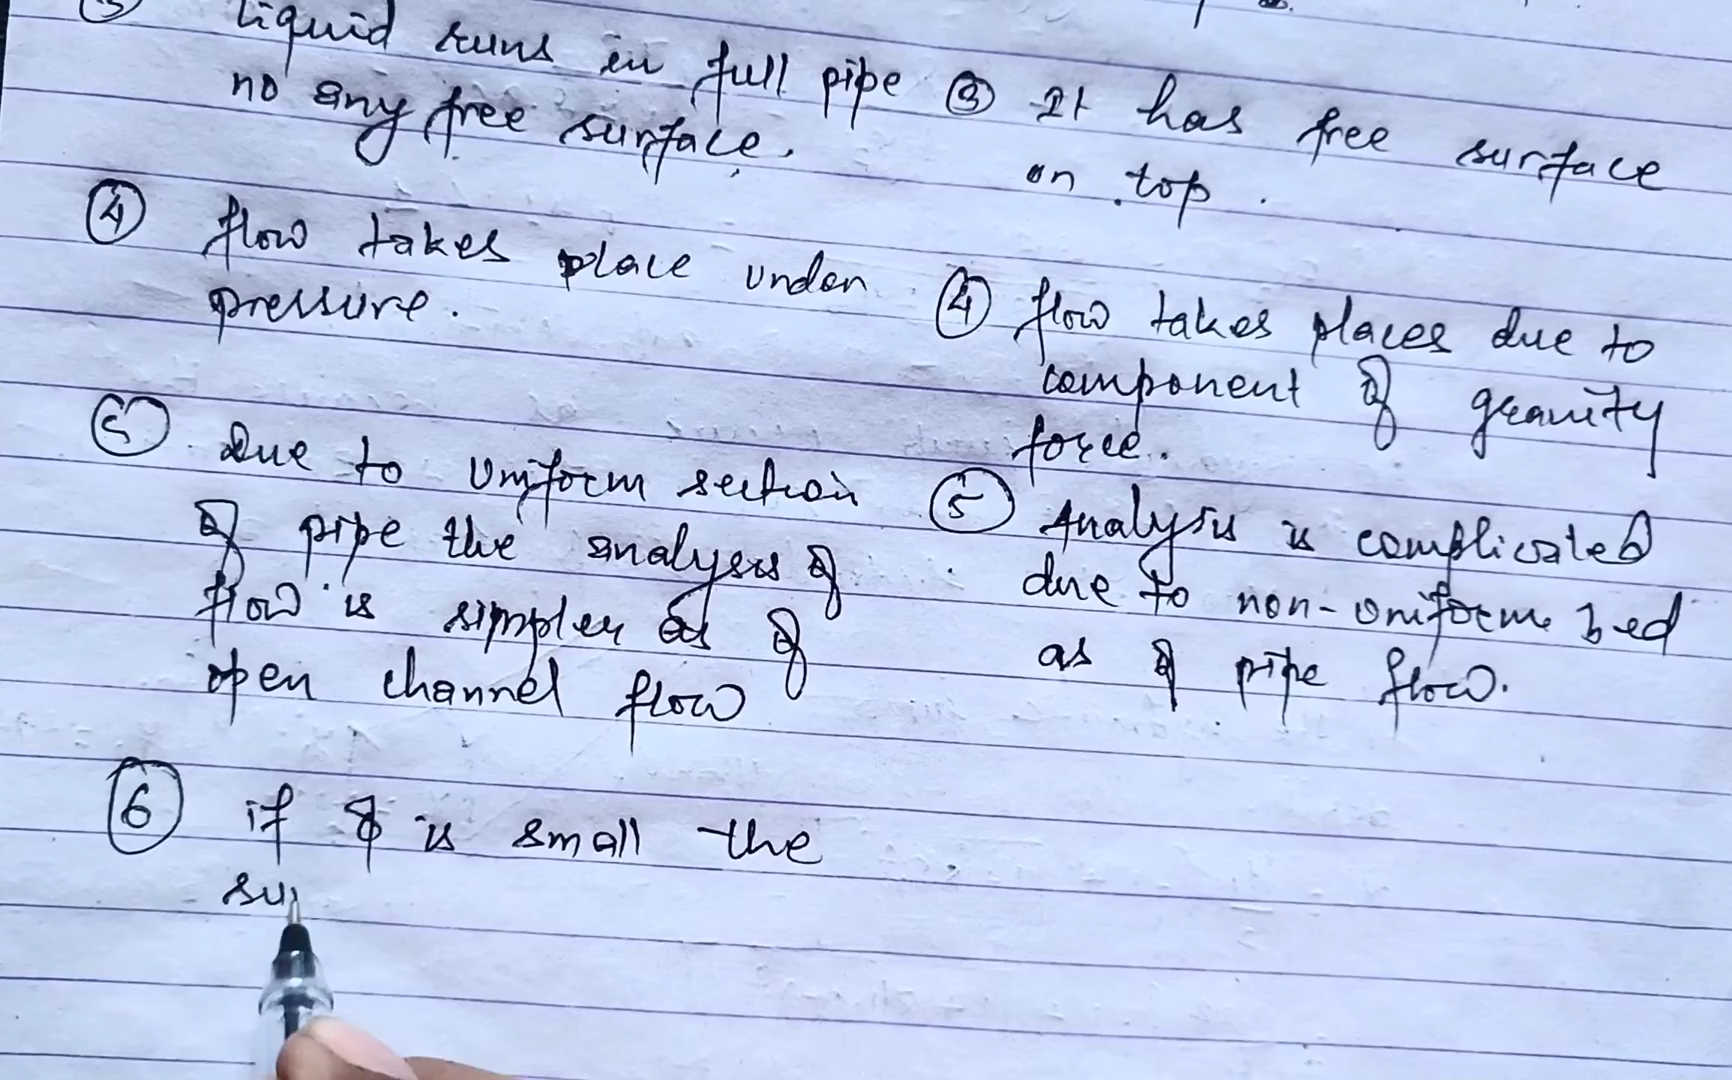 ③ liquid runs in full pipe
no any free surface.
④ flow takes place under
pressure.
⑤ Due to uniform section
of pipe the analysis of
flow is simpler as of
open channel flow
⑥ if is small the
③ It has free surface
on top.
④ flow takes places due to
component of gravity
force.
⑤ Analysis is complicated
due to non-uniform bed
as of pipe flow.